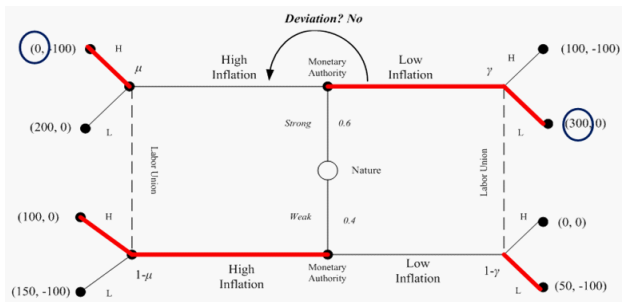 Deviation? No
(0, -100)
H
μ
High
Inflation
Monetary
Authority
Low
Inflation
γ
H
(100, -100)
(200, 0)
L
Strong
0.6
L
(300, 0)
Labor Union
Nature
Labor Union
(100, 0)
H
Weak
0.4
H
(0, 0)
1-μ
High
Inflation
Monetary
Authority
Low
Inflation
1-γ
(150, -100)
L
L
(50, -100)